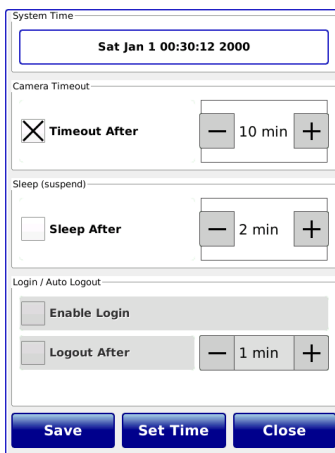 System Time
Sat Jan 1 00:30:12 2000
Camera Timeout
Timeout After
10 min
Sleep (suspend)
Sleep After
2 min
Login / Auto Logout
Enable Login
Logout After
1 min
Save Set Time Close